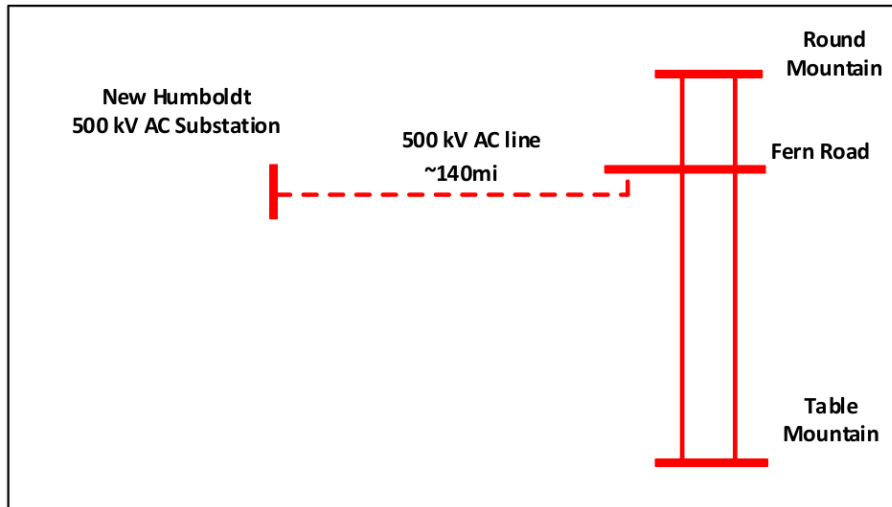 Round
Mountain
New Humboldt
500 kV AC Substation
500 kV AC line
~140mi
Fern Road
Table
Mountain